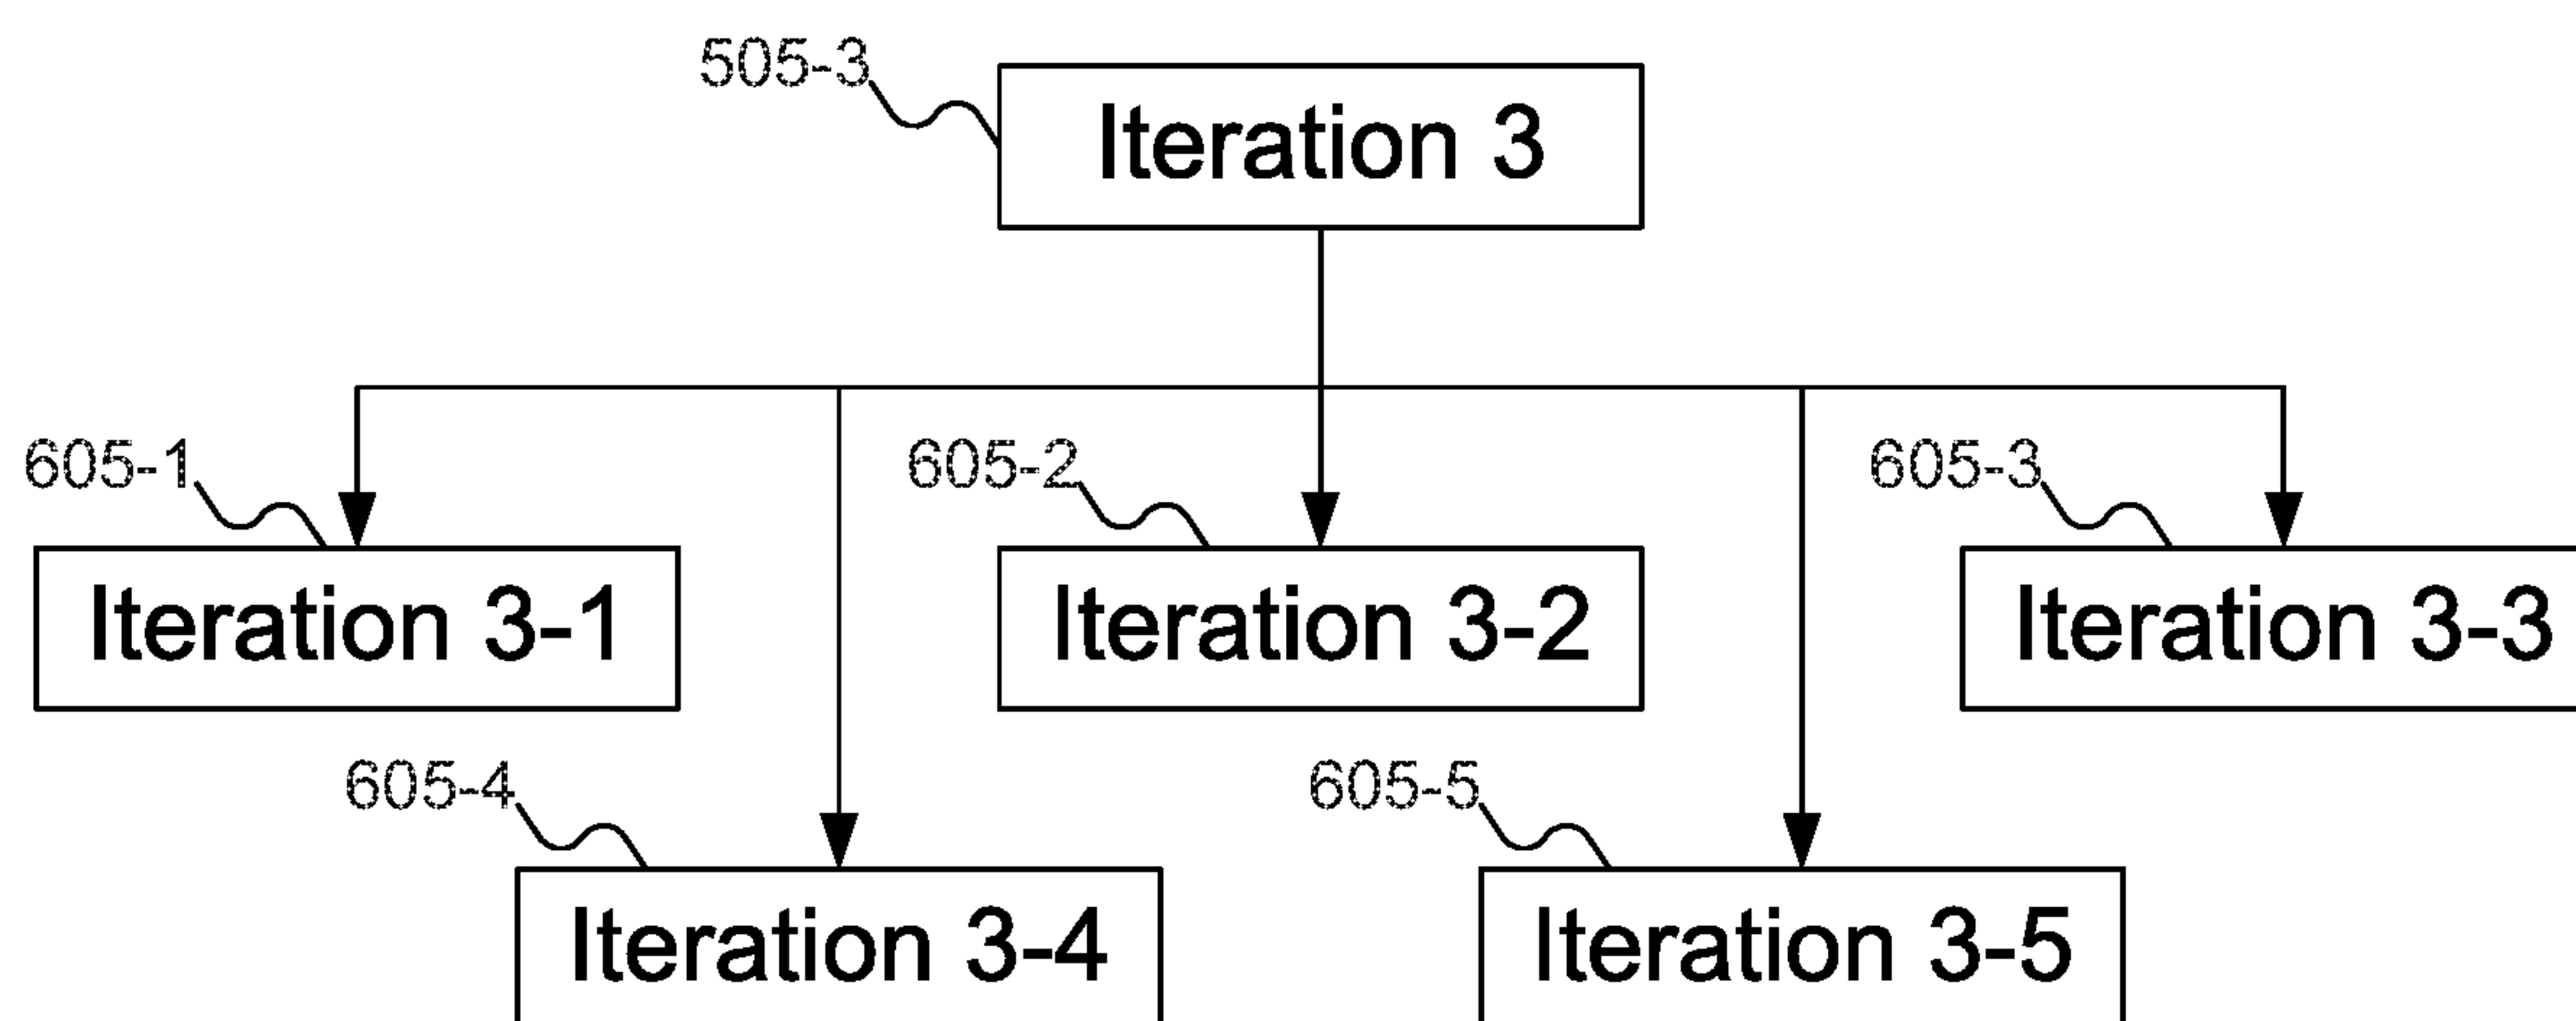 505-3
Iteration 3
605-1
605-2
605-3
Iteration 3-1
Iteration 3-2
Iteration 3-3
605-4
605-5
Iteration 3-4
Iteration 3-5